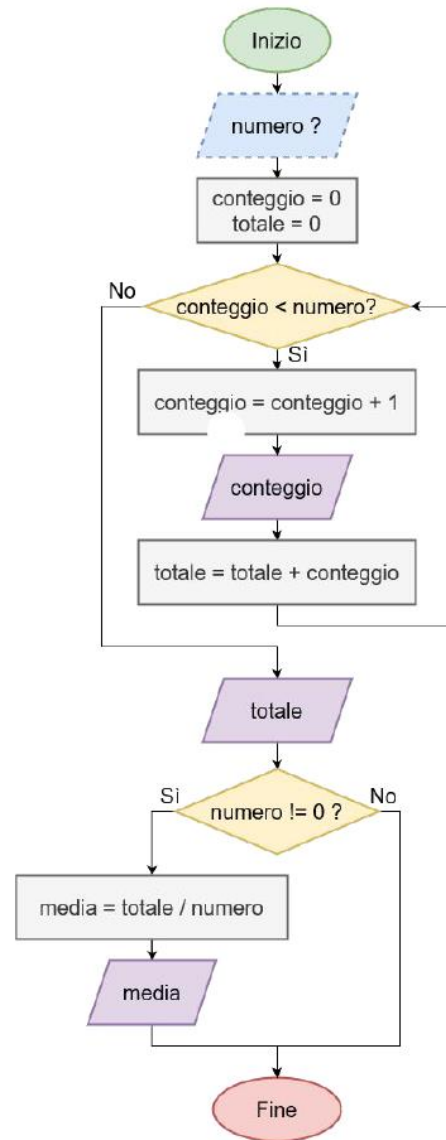 Inizio
numero ?
conteggio = 0
totale = 0
conteggio < numero?
No
Sì
conteggio = conteggio + 1
conteggio
totale = totale + conteggio
totale
numero != 0 ?
Sì
No
media = totale / numero
media
Fine